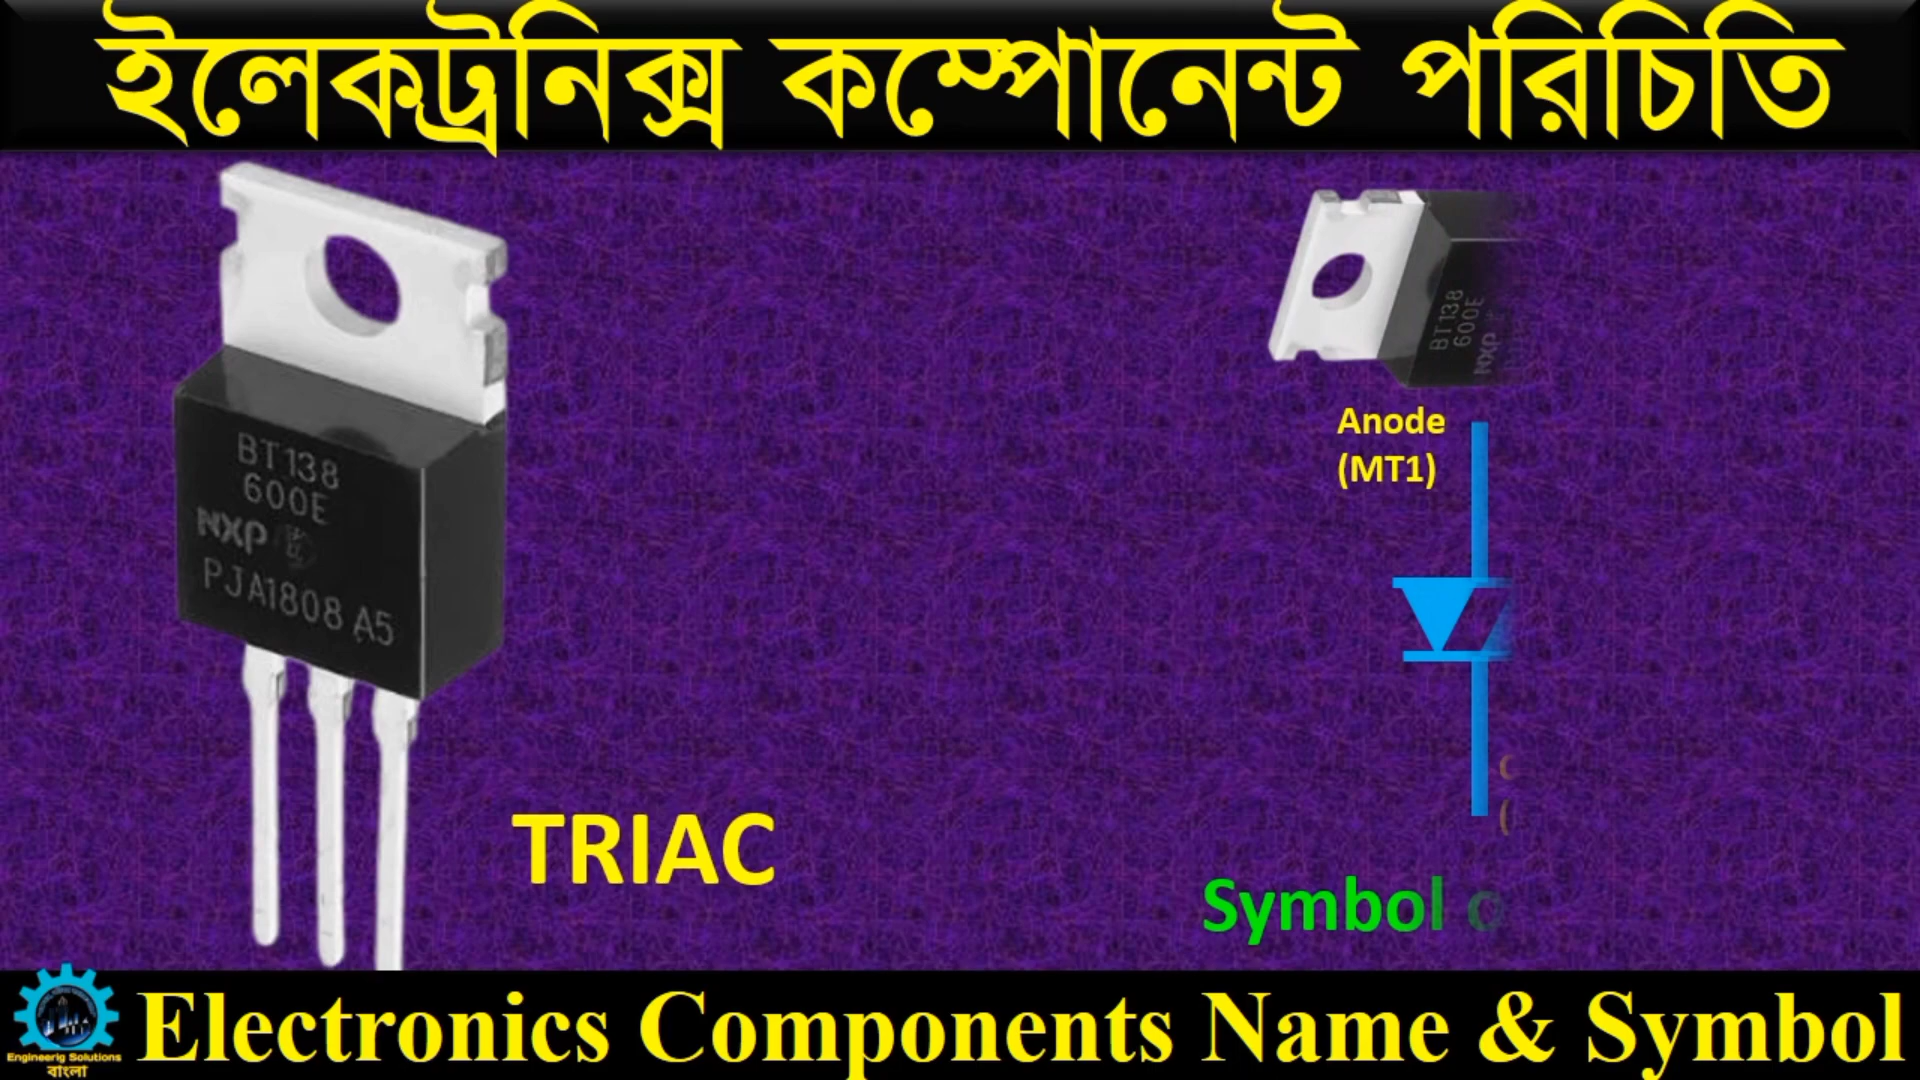 ইলেকট্রনিক্স কম্পোনেন্ট পরিচিতি
BT138
600E
NXP
PJA1808 A5
BT138
600E
NXP
Anode
(MT1)
TRIAC
Symbol
Electronics Components Name & Symbol
Engineerig Solutions
বাংলা